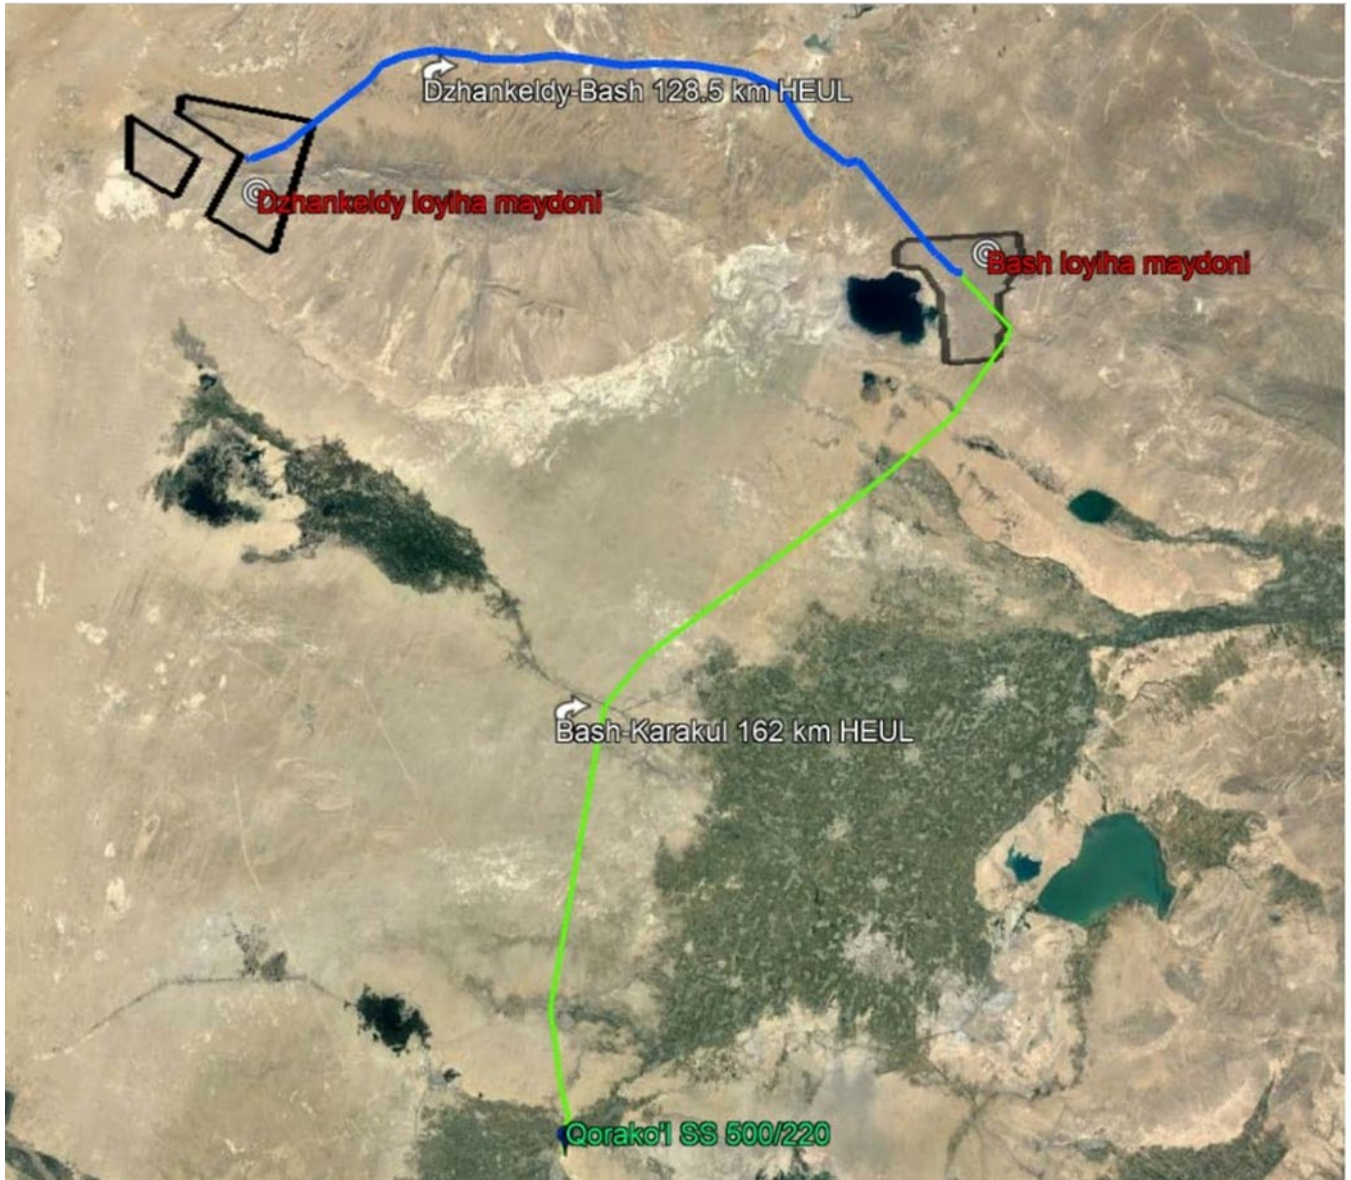 Dzhankeldy-Bash 128.5 km HEUL
Dzhankeldy loyiha maydoni
Bash loyiha maydoni
Bash-Karakul 162 km HEUL
Qorako'l SS 500/220